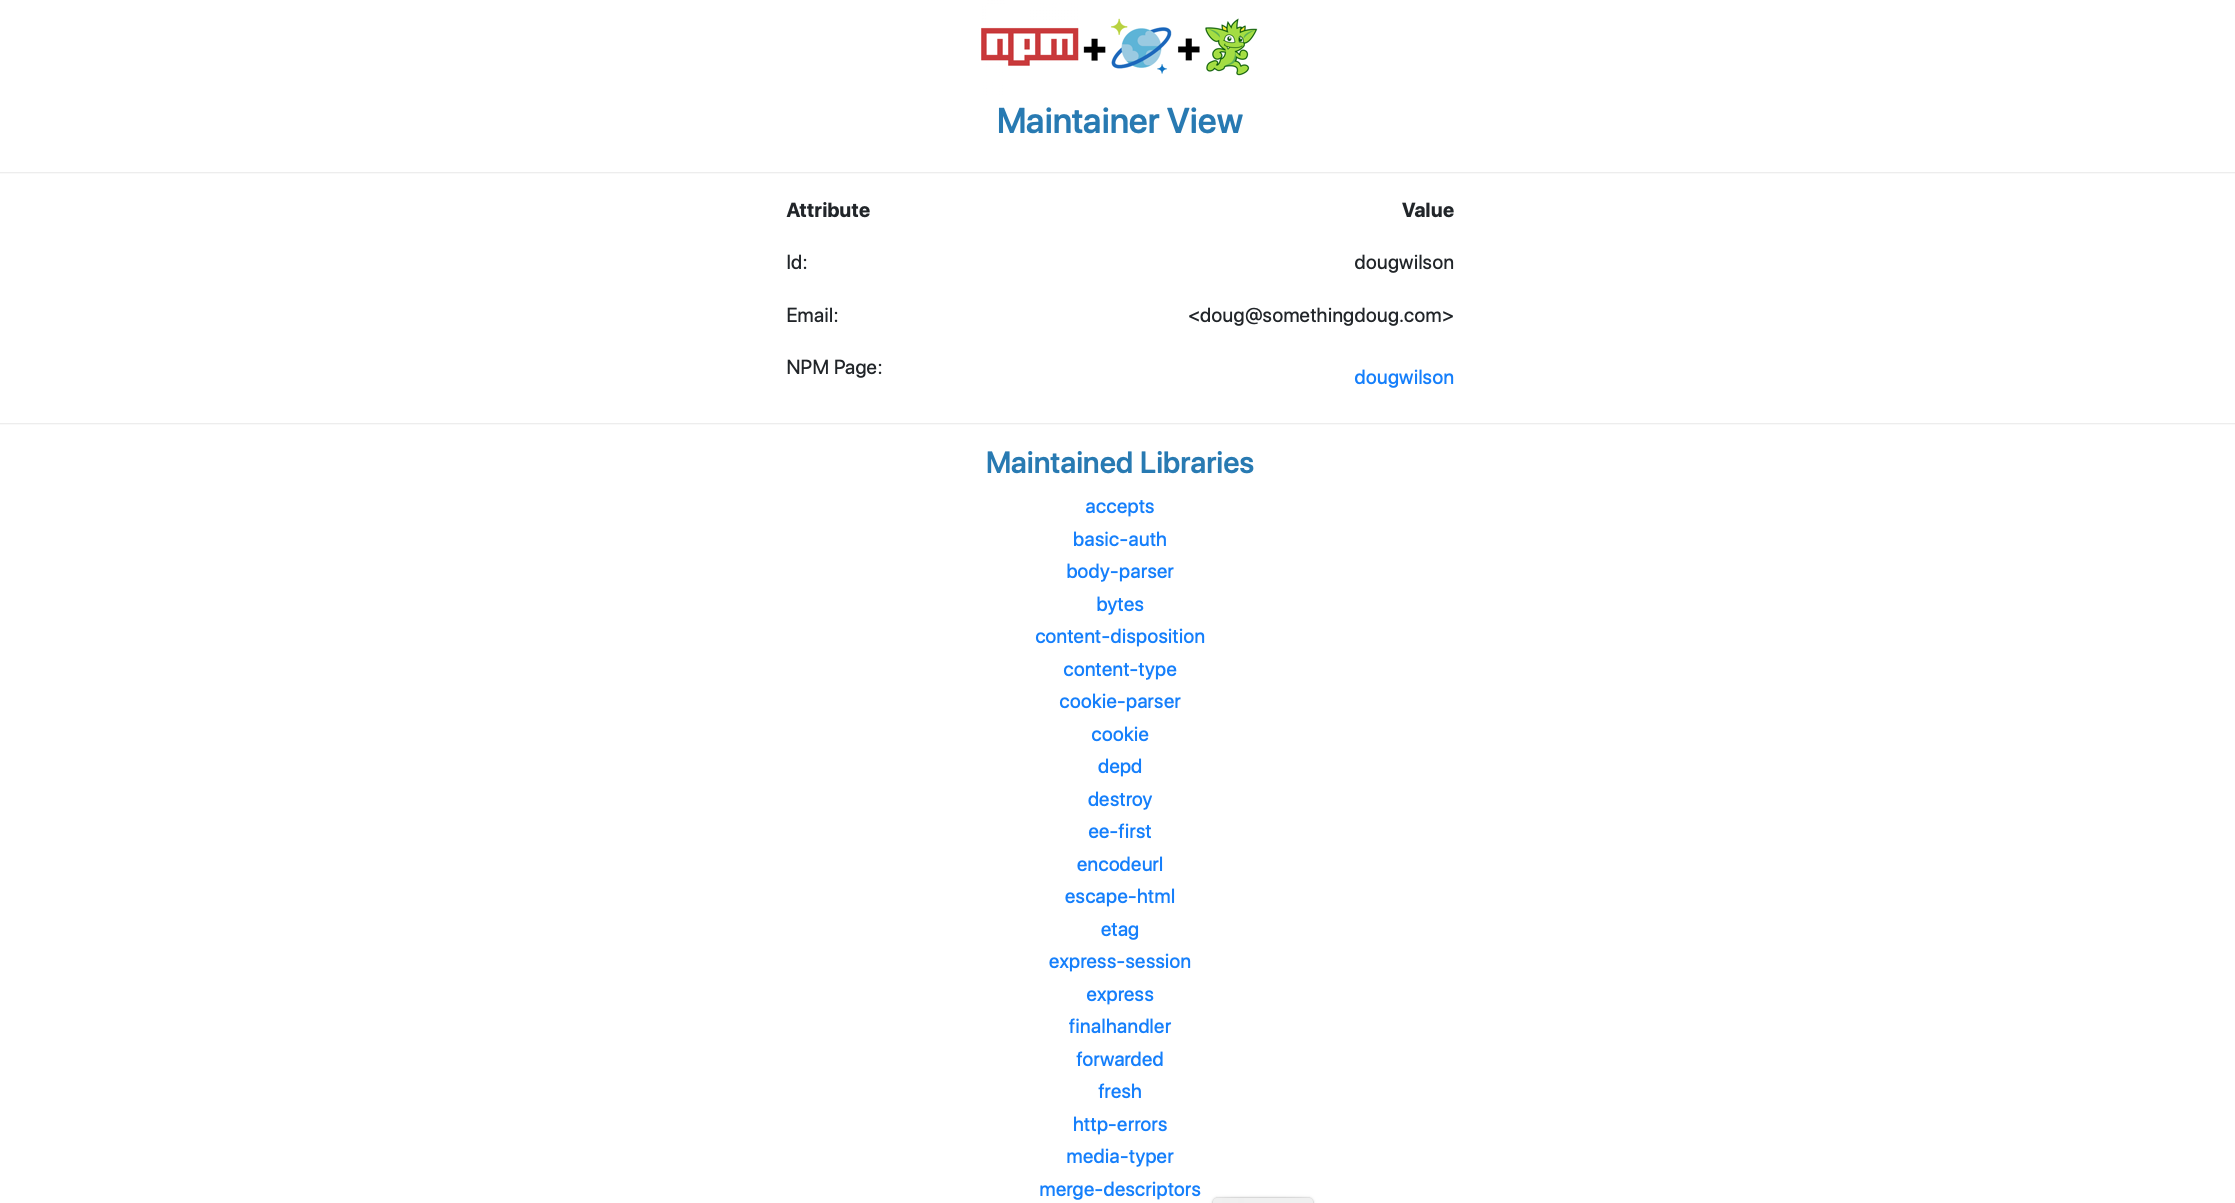 npm + +
Maintainer View
Attribute Value
Id: dougwilson
Email: <doug@somethingdoug.com>
NPM Page: dougwilson
Maintained Libraries
accepts
basic-auth
body-parser
bytes
content-disposition
content-type
cookie-parser
cookie
depd
destroy
ee-first
encodeurl
escape-html
etag
express-session
express
finalhandler
forwarded
fresh
http-errors
media-typer
merge-descriptors